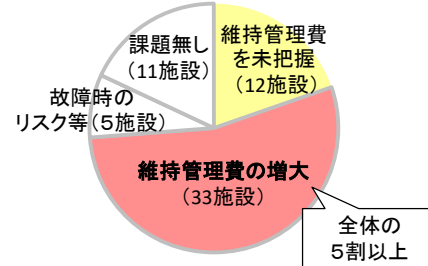 課題無し
（11施設）
維持管理費
を未把握
（12施設）
故障時の
リスク等（５施設）
維持管理費の増大
（33施設）
全体の
５割以上